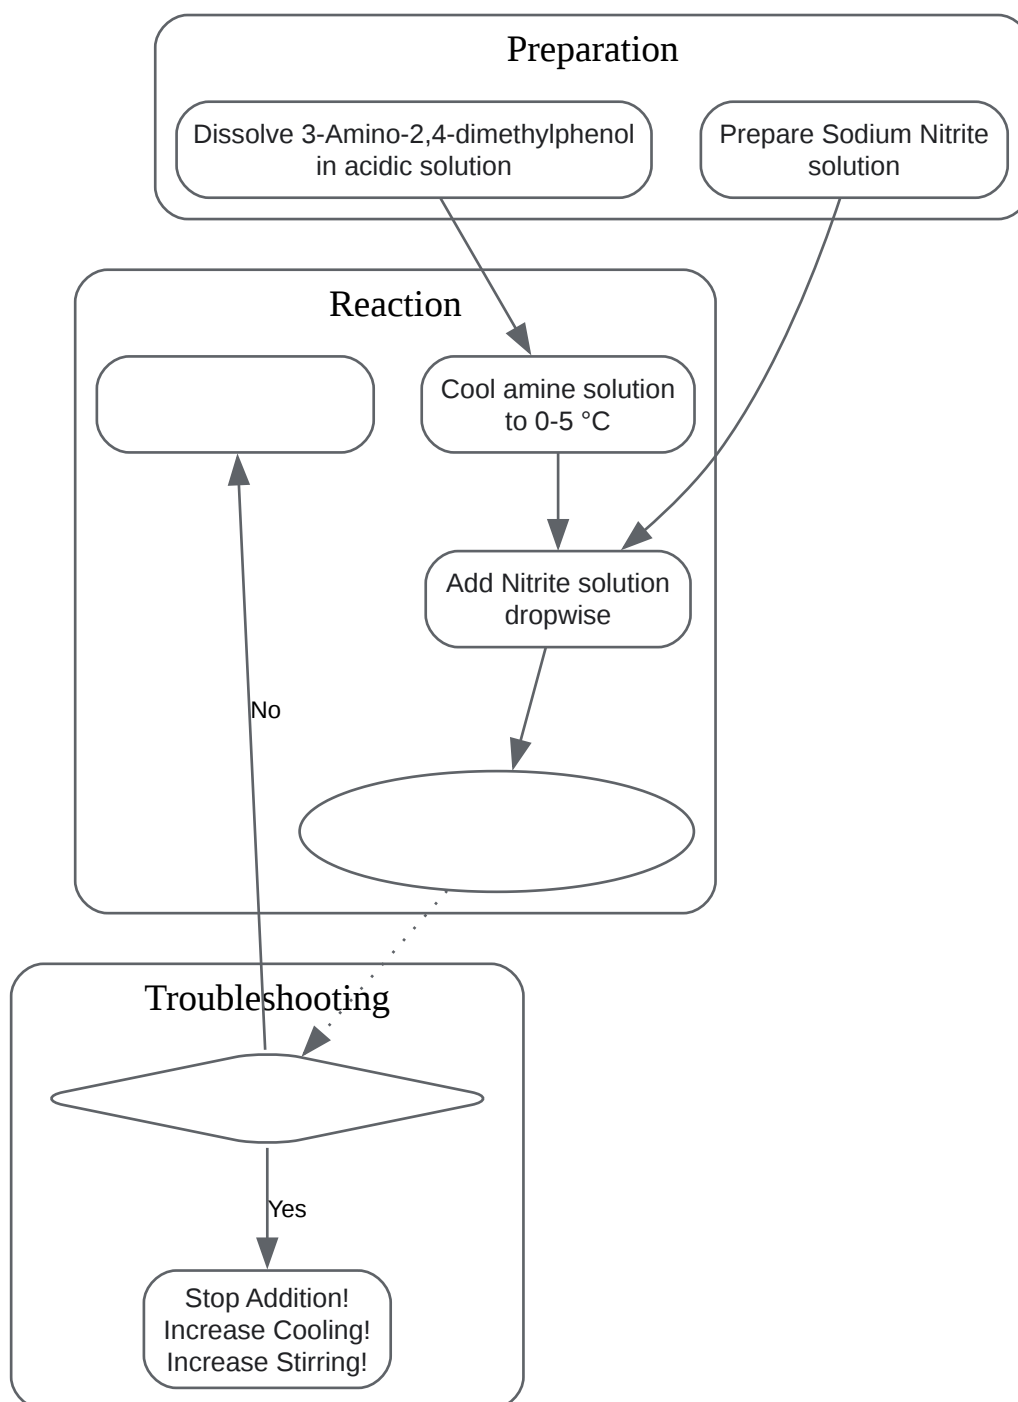 Preparation
Dissolve 3-Amino-2,4-dimethylphenol
in acidic solution
Prepare Sodium Nitrite
solution
Reaction
Cool amine solution
to 0-5 °C
Add Nitrite solution
dropwise
No
Troubleshooting
Yes
Stop Addition!
Increase Cooling!
Increase Stirring!